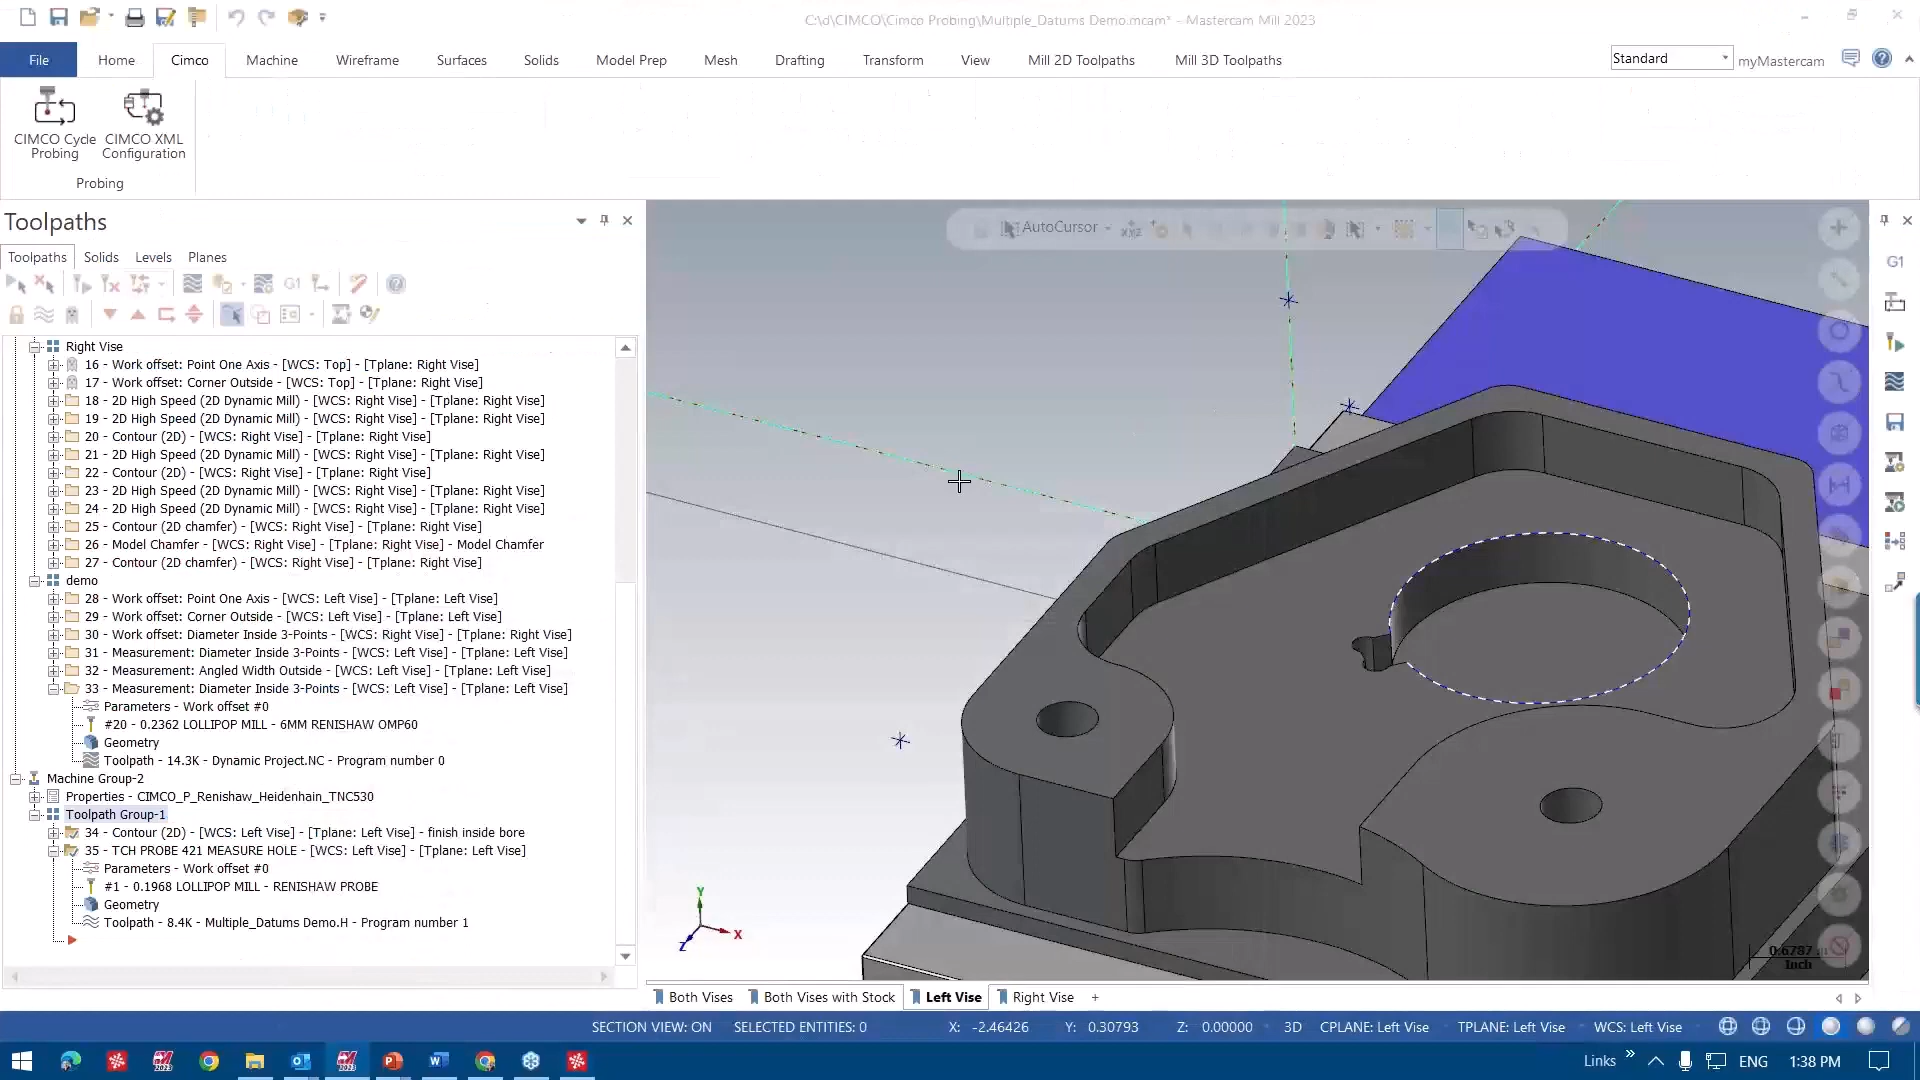 C:\d\CIMCO\Cimco Probing\Multiple_Datums Demo.mcam* - Mastercam Mill 2023
File
Home
Cimco
Machine
Wireframe
Surfaces
Solids
Model Prep
Mesh
Drafting
Transform
View
Mill 2D Toolpaths
Mill 3D Toolpaths
Standard
myMastercam
CIMCO Cycle Probing
CIMCO XML Configuration
Probing
Toolpaths
Toolpaths
Solids
Levels
Planes
G1
AutoCursor
XYZ
G1
Right Vise
16 - Work offset: Point One Axis - [WCS: Top] - [Tplane: Right Vise]
17 - Work offset: Corner Outside - [WCS: Top] - [Tplane: Right Vise]
18 - 2D High Speed (2D Dynamic Mill) - [WCS: Right Vise] - [Tplane: Right Vise]
19 - 2D High Speed (2D Dynamic Mill) - [WCS: Right Vise] - [Tplane: Right Vise]
20 - Contour (2D) - [WCS: Right Vise] - [Tplane: Right Vise]
21 - 2D High Speed (2D Dynamic Mill) - [WCS: Right Vise] - [Tplane: Right Vise]
22 - Contour (2D) - [WCS: Right Vise] - [Tplane: Right Vise]
23 - 2D High Speed (2D Dynamic Mill) - [WCS: Right Vise] - [Tplane: Right Vise]
24 - 2D High Speed (2D Dynamic Mill) - [WCS: Right Vise] - [Tplane: Right Vise]
25 - Contour (2D chamfer) - [WCS: Right Vise] - [Tplane: Right Vise]
26 - Model Chamfer - [WCS: Right Vise] - [Tplane: Right Vise] - Model Chamfer
27 - Contour (2D chamfer) - [WCS: Right Vise] - [Tplane: Right Vise]
demo
28 - Work offset: Point One Axis - [WCS: Left Vise] - [Tplane: Left Vise]
29 - Work offset: Corner Outside - [WCS: Left Vise] - [Tplane: Left Vise]
30 - Work offset: Diameter Inside 3-Points - [WCS: Right Vise] - [Tplane: Right Vise]
31 - Measurement: Diameter Inside 3-Points - [WCS: Left Vise] - [Tplane: Left Vise]
32 - Measurement: Angled Width Outside - [WCS: Left Vise] - [Tplane: Left Vise]
33 - Measurement: Diameter Inside 3-Points - [WCS: Left Vise] - [Tplane: Left Vise]
Parameters - Work offset #0
#20 - 0.2362 LOLLIPOP MILL - 6MM RENISHAW OMP60
Geometry
Toolpath - 14.3K - Dynamic Project.NC - Program number 0
Machine Group-2
Properties - CIMCO_P_Renishaw_Heidenhain_TNC530
Toolpath Group-1
34 - Contour (2D) - [WCS: Left Vise] - [Tplane: Left Vise] - finish inside bore
35 - TCH PROBE 421 MEASURE HOLE - [WCS: Left Vise] - [Tplane: Left Vise]
Parameters - Work offset #0
#1 - 0.1968 LOLLIPOP MILL - RENISHAW PROBE
Geometry
Toolpath - 8.4K - Multiple_Datums Demo.H - Program number 1
Y
X
Z
0.6787
Inch
Both Vises
Both Vises with Stock
Left Vise
Right Vise
+
SECTION VIEW: ON
SELECTED ENTITIES: 0
X: -2.46426
Y: 0.30793
Z: 0.00000
3D
CPLANE: Left Vise
TPLANE: Left Vise
WCS: Left Vise
Links
ENG
1:38 PM